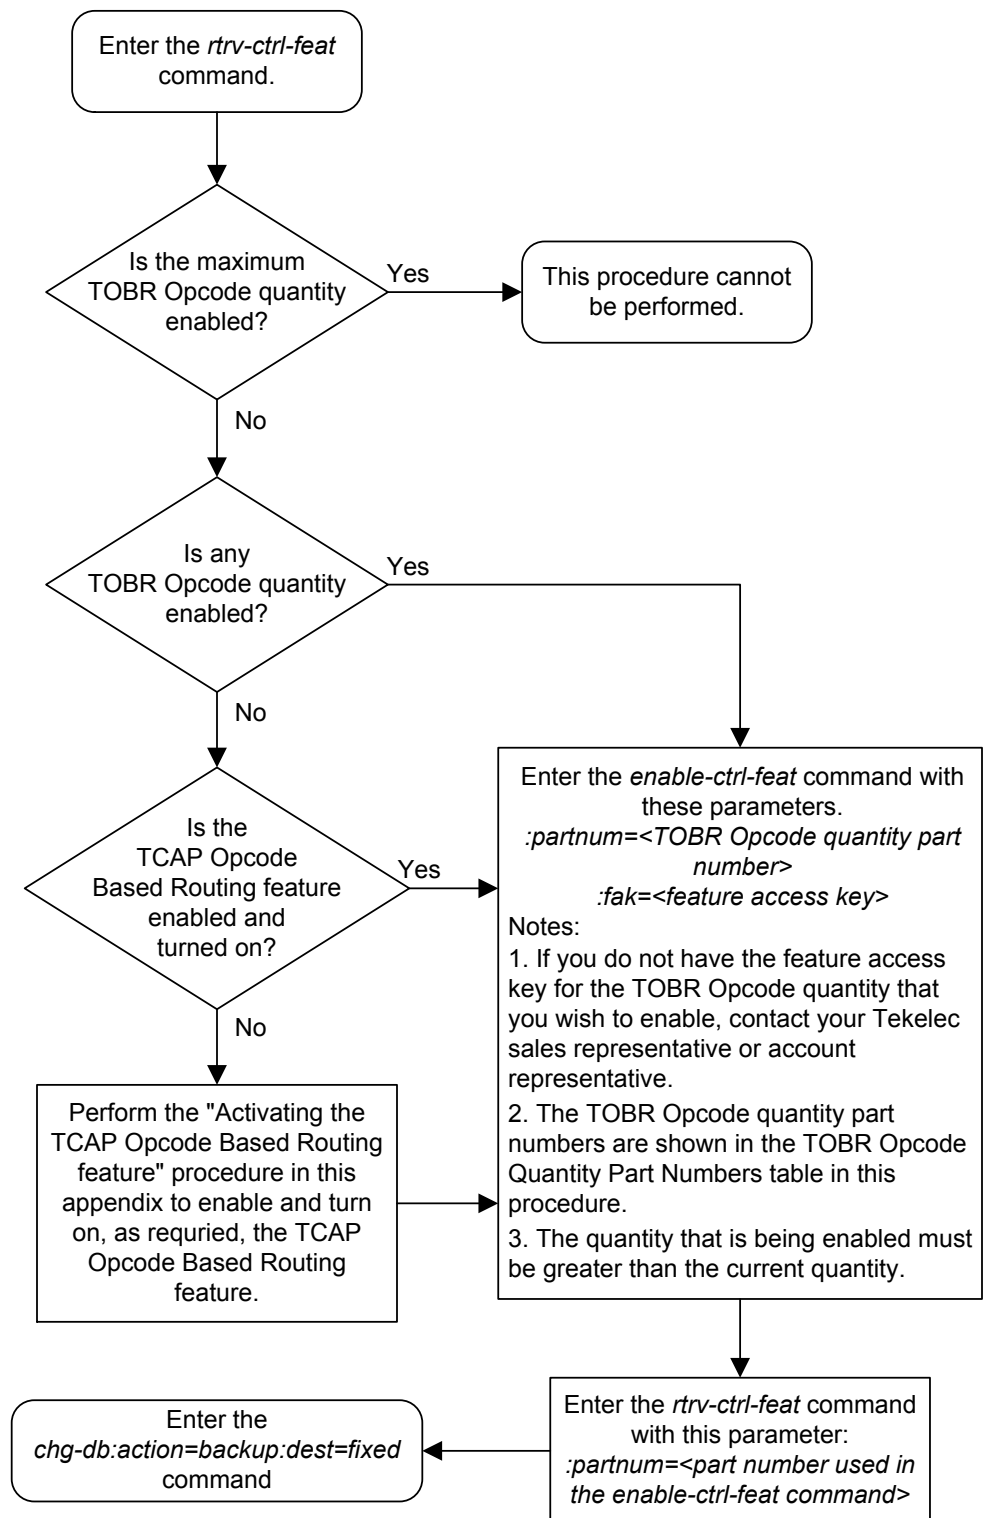 Enter the rtrv-ctrl-feat
command.
Is the maximum
TOBR Opcode quantity
enabled?
Yes
This procedure cannot
be performed.
No
Is any
TOBR Opcode quantity
enabled?
Yes
No
Is the
TCAP Opcode
Based Routing feature
enabled and
turned on?
Yes
No
Enter the enable-ctrl-feat command with
these parameters.
:partnum=<TOBR Opcode quantity part
number>
:fak=<feature access key>
Notes:
1. If you do not have the feature access
key for the TOBR Opcode quantity that
you wish to enable, contact your Tekelec
sales representative or account
representative.
2. The TOBR Opcode quantity part
numbers are shown in the TOBR Opcode
Quantity Part Numbers table in this
procedure.
3. The quantity that is being enabled must
be greater than the current quantity.
Perform the "Activating the
TCAP Opcode Based Routing
feature" procedure in this
appendix to enable and turn
on, as requried, the TCAP
Opcode Based Routing
feature.
Enter the rtrv-ctrl-feat command
with this parameter:
:partnum=<part number used in
the enable-ctrl-feat command>
Enter the
chg-db:action=backup:dest=fixed
command